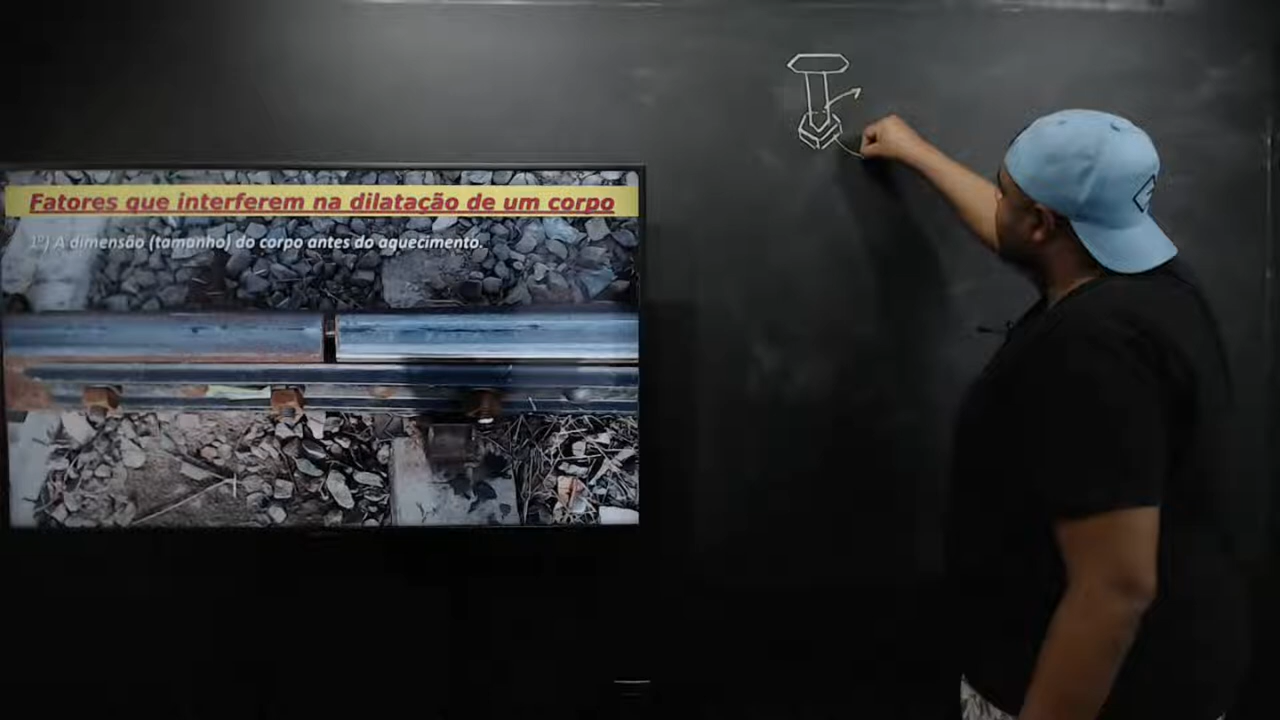 Fatores que interferem na dilatação de um corpo
1º) A dimensão (tamanho) do corpo antes do aquecimento.